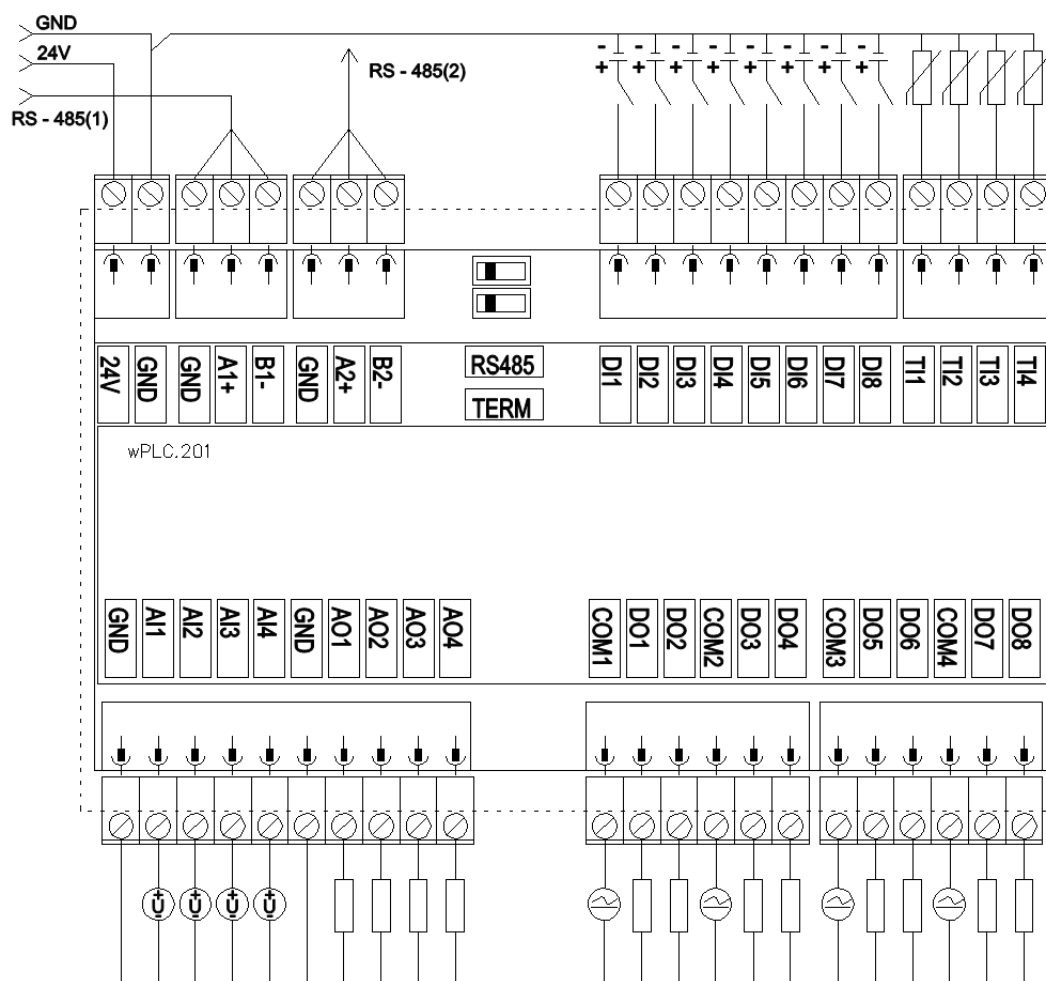 GND
24V
RS - 485(1)
RS - 485(2)
- - - - - - - -
+ + + + + + + +
24V GND GND A1+ B1- GND A2+ B2- RS485 DI1 DI2 DI3 DI4 DI5 DI6 DI7 DI8 TI1 TI2 TI3 TI4
TERM
wPLC.201
GND AI1 AI2 AI3 AI4 GND AO1 AO2 AO3 AO4 COM1 DO1 DO2 COM2 DO3 DO4 COM3 DO5 DO6 COM4 DO7 DO8
+U- +U- +U- +U-